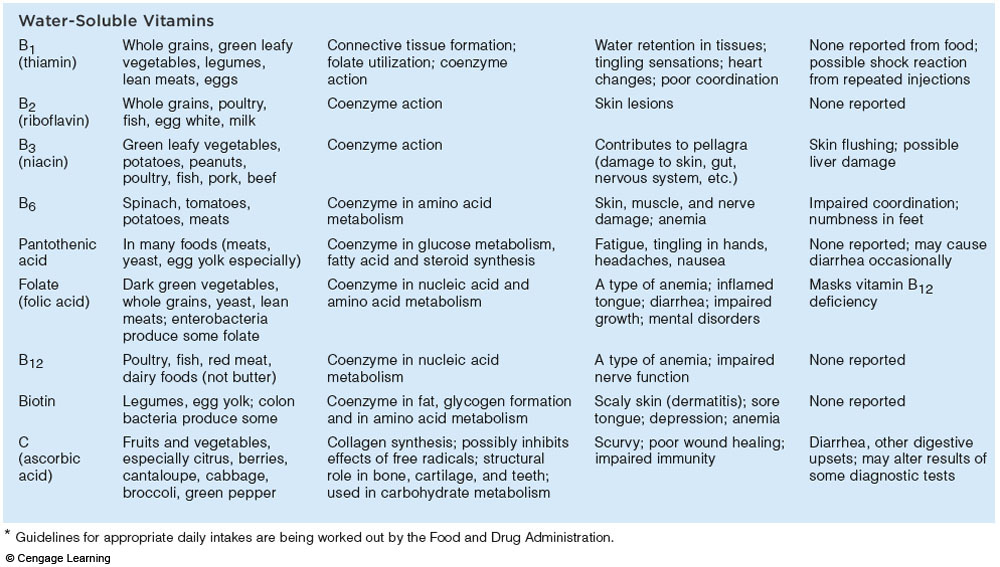 Water-Soluble Vitamins
B1 Whole grains, green leafy Connective tissue formation; Water retention in tissues; None reported from food;
(thiamin) vegetables, legumes, folate utilization; coenzyme tingling sensations; heart possible shock reaction
lean meats, eggs action changes; poor coordination from repeated injections
B2 Whole grains, poultry, Coenzyme action Skin lesions None reported
(riboflavin) fish, egg white, milk
B3 Green leafy vegetables, Coenzyme action Contributes to pellagra Skin flushing; possible
(niacin) potatoes, peanuts, (damage to skin, gut, liver damage
poultry, fish, pork, beef nervous system, etc.)
B6 Spinach, tomatoes, Coenzyme in amino acid Skin, muscle, and nerve Impaired coordination;
potatoes, meats metabolism damage; anemia numbness in feet
Pantothenic In many foods (meats, Coenzyme in glucose metabolism, Fatigue, tingling in hands, None reported; may cause
acid yeast, egg yolk especially) fatty acid and steroid synthesis headaches, nausea diarrhea occasionally
Folate Dark green vegetables, Coenzyme in nucleic acid and A type of anemia; inflamed Masks vitamin B12
(folic acid) whole grains, yeast, lean amino acid metabolism tongue; diarrhea; impaired deficiency
meats; enterobacteria growth; mental disorders
produce some folate
B12 Poultry, fish, red meat, Coenzyme in nucleic acid A type of anemia; impaired None reported
dairy foods (not butter) metabolism nerve function
Biotin Legumes, egg yolk; colon Coenzyme in fat, glycogen formation Scaly skin (dermatitis); sore None reported
bacteria produce some and in amino acid metabolism tongue; depression; anemia
C Fruits and vegetables, Collagen synthesis; possibly inhibits Scurvy; poor wound healing; Diarrhea, other digestive
(ascorbic especially citrus, berries, effects of free radicals; structural impaired immunity upsets; may alter results of
acid) cantaloupe, cabbage, role in bone, cartilage, and teeth; some diagnostic tests
broccoli, green pepper used in carbohydrate metabolism
* Guidelines for appropriate daily intakes are being worked out by the Food and Drug Administration.
© Cengage Learning